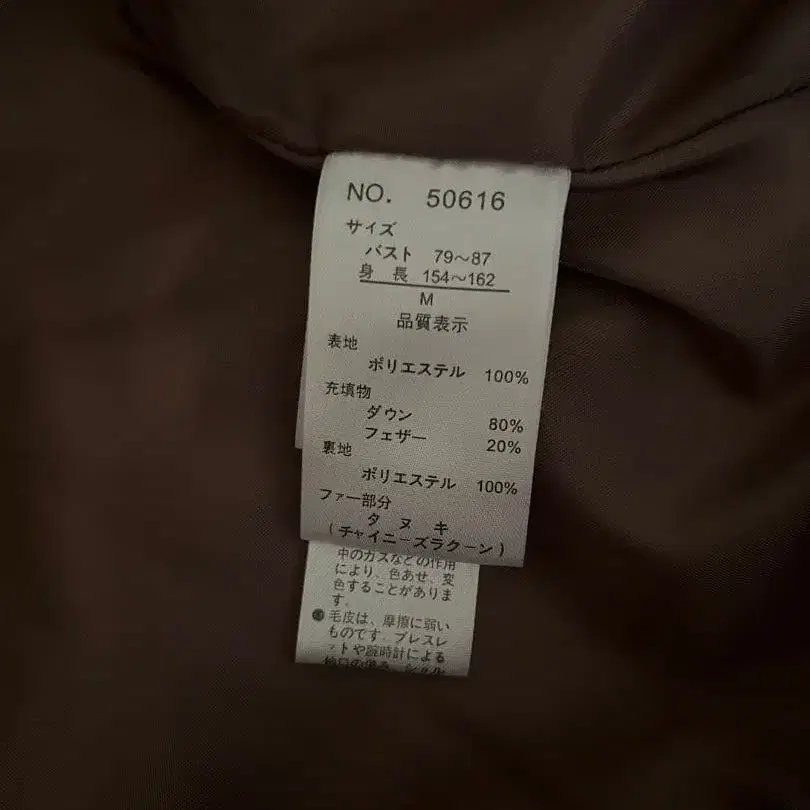 NO. 50616
サイズ
バスト 79〜87
身 長 154〜162
M
品質表示
表地
ポリエステル 100%
充填物
ダウン 80%
フェザー 20%
裏地
ポリエステル 100%
ファー部分
タ ヌ キ
(チャイニーズラクーン)
中のガスなどの作用
により、色あせ、変
色することがありま
す。
毛皮は、摩擦に弱い
ものです。ブレスレ
ットや腕時計による